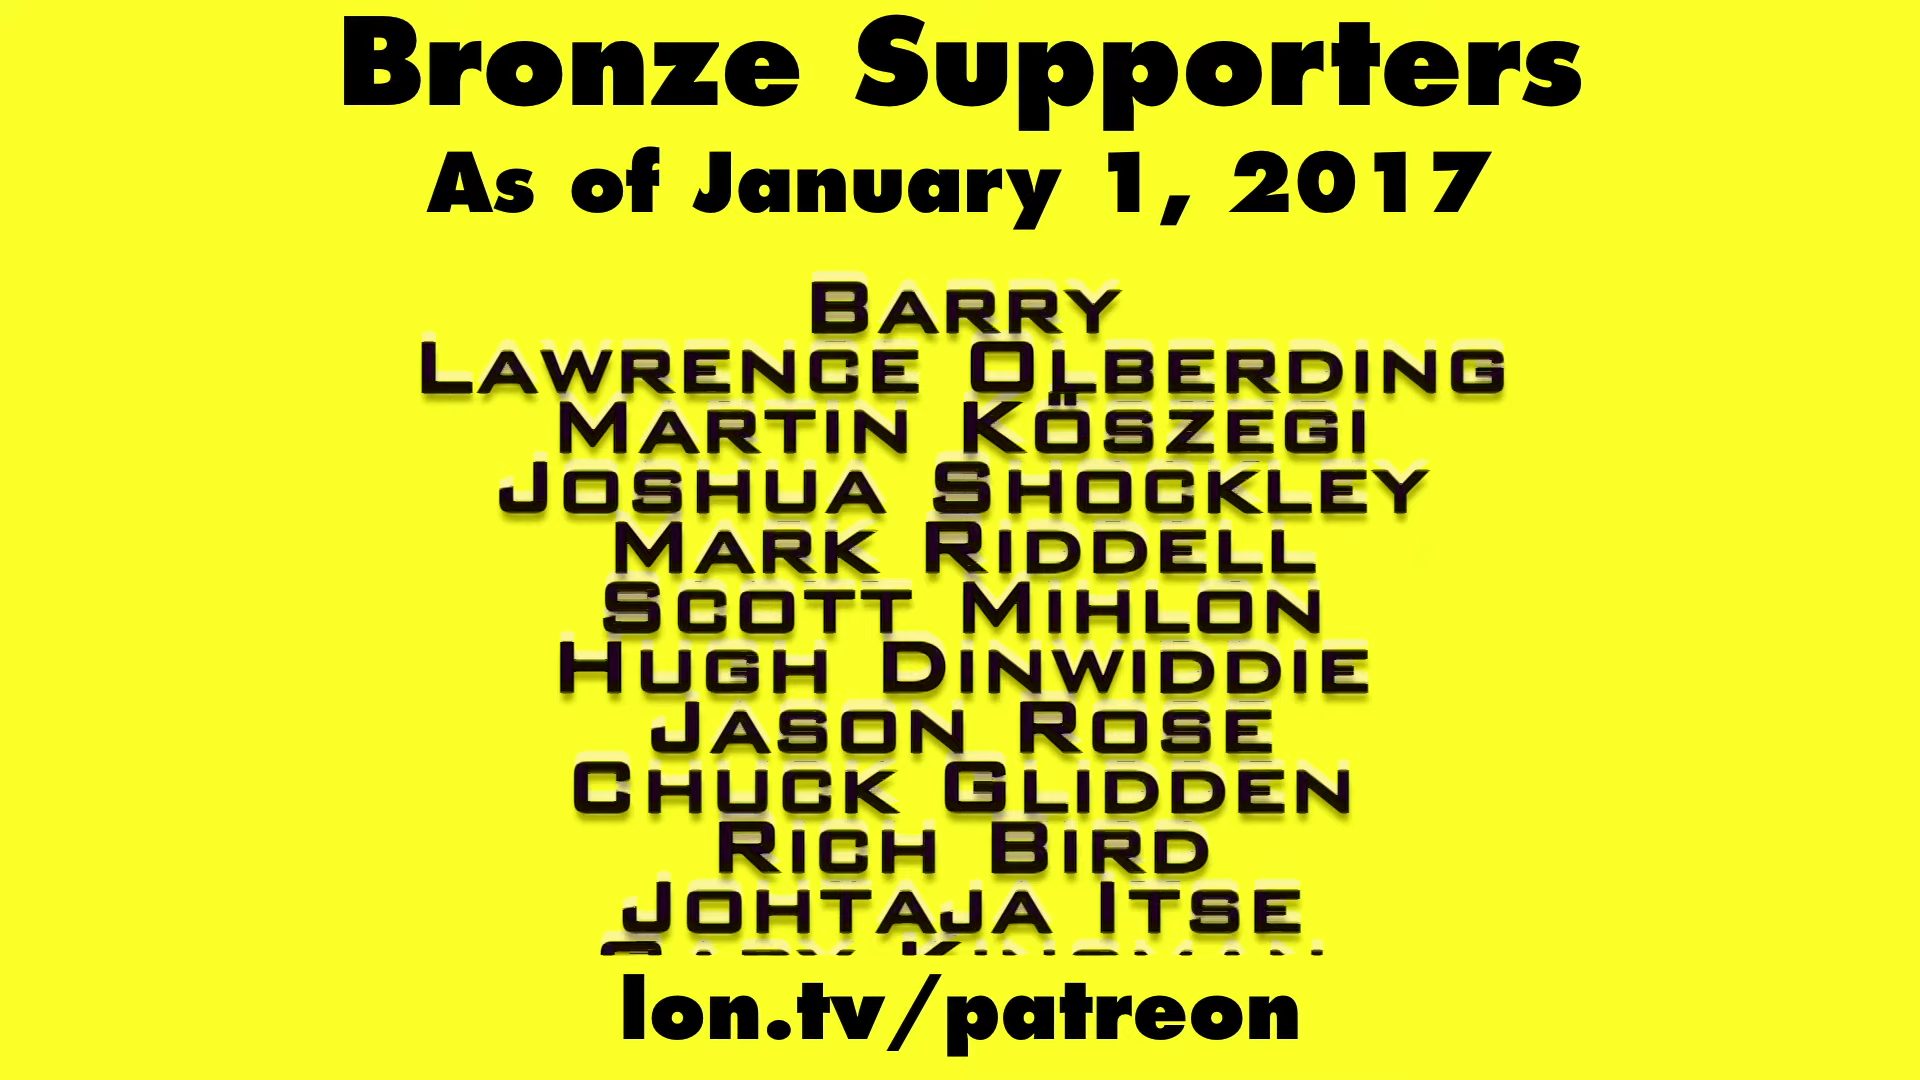 Bronze Supporters
As of January 1, 2017
Barry
Lawrence Olberding
Martin Köszegi
Joshua Shockley
Mark Riddell
Scott Mihlon
Hugh Dinwiddie
Jason Rose
Chuck Glidden
Rich Bird
Johtaja Itse
lon.tv/patreon